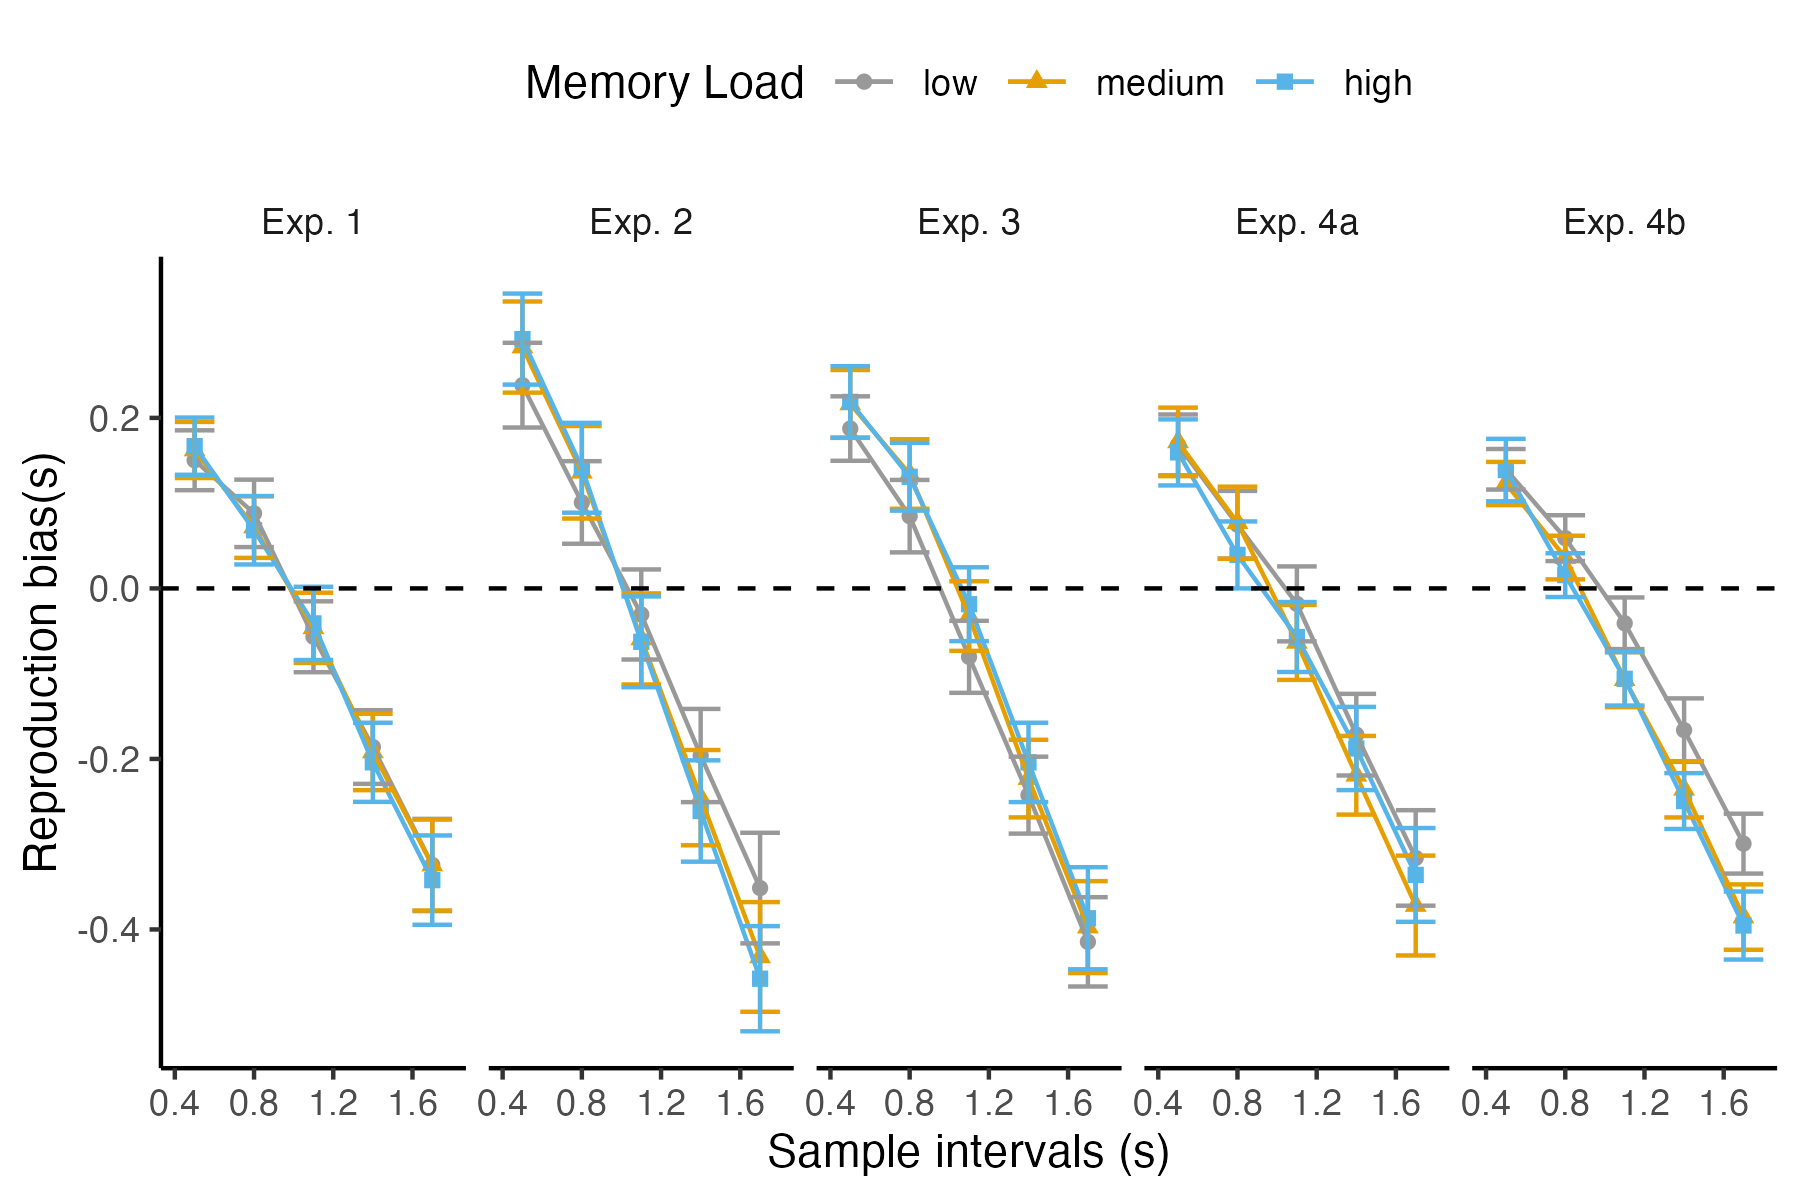 Memory Load low medium high
Exp. 1 Exp. 2 Exp. 3 Exp. 4a Exp. 4b
Reproduction bias(s)
0.2
0.0
-0.2
-0.4
0.4 0.8 1.2 1.6 0.4 0.8 1.2 1.6 0.4 0.8 1.2 1.6 0.4 0.8 1.2 1.6 0.4 0.8 1.2 1.6
Sample intervals (s)